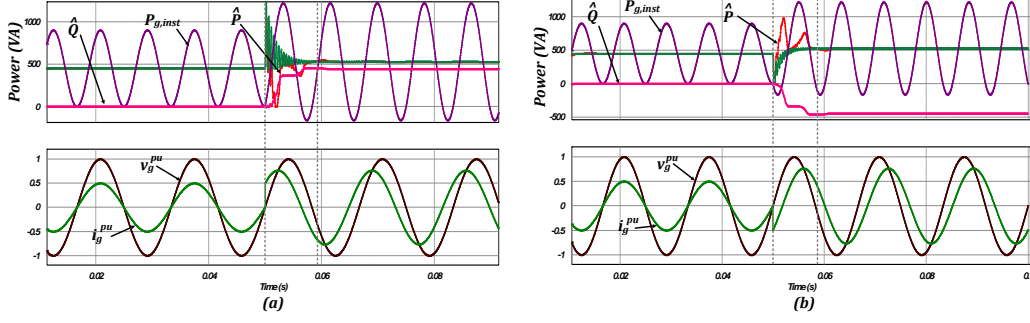 Power (VA)
1000
500
0
Q̂
P_{g,inst}
P̂
v_g^{pu}
i_g^{pu}
1
0.5
0
-0.5
-1
0.02
0.04
0.06
0.08
Time(s)
(a)
Power (VA)
1000
500
0
-500
Q̂
P_{g,inst}
P̂
v_g^{pu}
i_g^{pu}
1
0.5
0
-0.5
-1
0.02
0.04
0.06
0.08
Time(s)
(b)